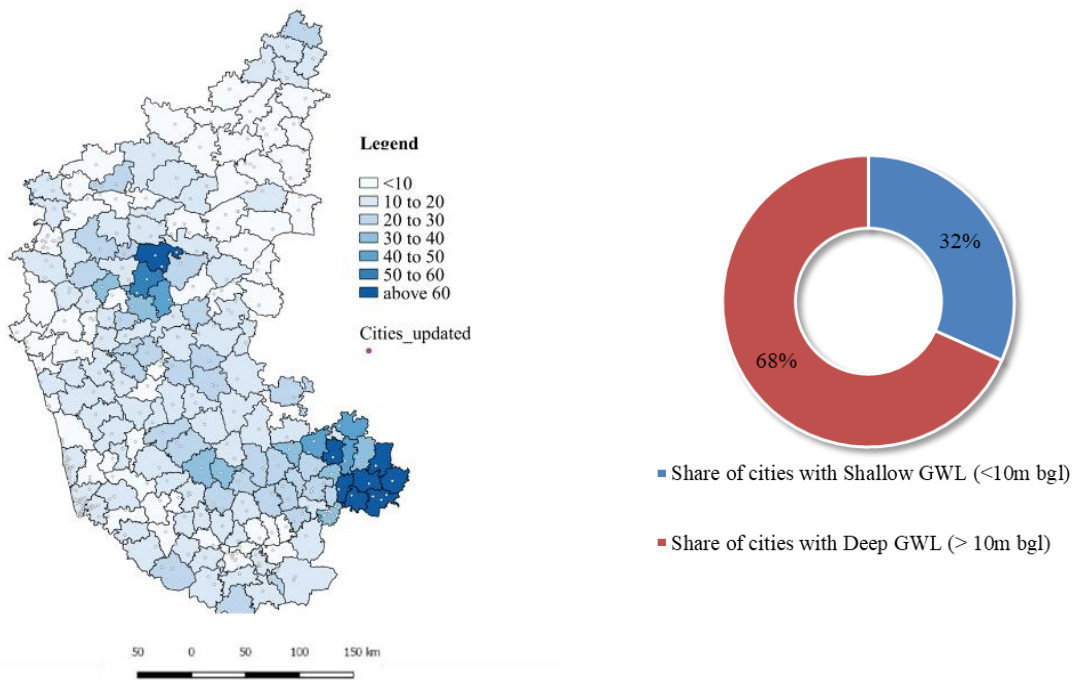 Legend
<10
10 to 20
20 to 30
30 to 40
40 to 50
50 to 60
above 60
Cities_updated
50 0 50 100 150 km
32%
68%
Share of cities with Shallow GWL (<10m bgl)
Share of cities with Deep GWL (> 10m bgl)